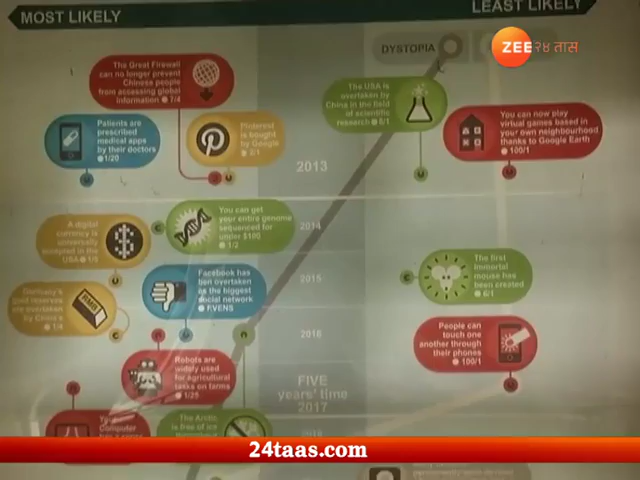 MOST LIKELY
LEAST LIKELY
ZEE २४ तास
DYSTOPIA
The Great Firewall
can no longer prevent
Chinese people
from accessing global
information 7/4
The USA is
overtaken by
China in the field
of scientific
research 8/1
Patients are
prescribed
medical apps
by their doctors
1/20
Pinterest
is bought
by Google
2/1
You can now play
virtual games based in
your own neighbourhood
thanks to Google Earth
100/1
2013
A digital
currency is
universally
accepted in the
USA
You can get
your entire genome
sequenced for
under $100
1/2
2014
Germany's
gold reserves
are overtaken
by China's
1/4
Facebook has
ben overtaken
as the biggest
social network
EVENS
2015
The first
immortal
mouse has
been created
6/1
2016
People can
touch one
another through
their phones
100/1
Robots are
widely used
for agricultural
tasks on farms
1/25
FIVE
years' time
2017
Computer
The Arctic
is free of ice
24taas.com